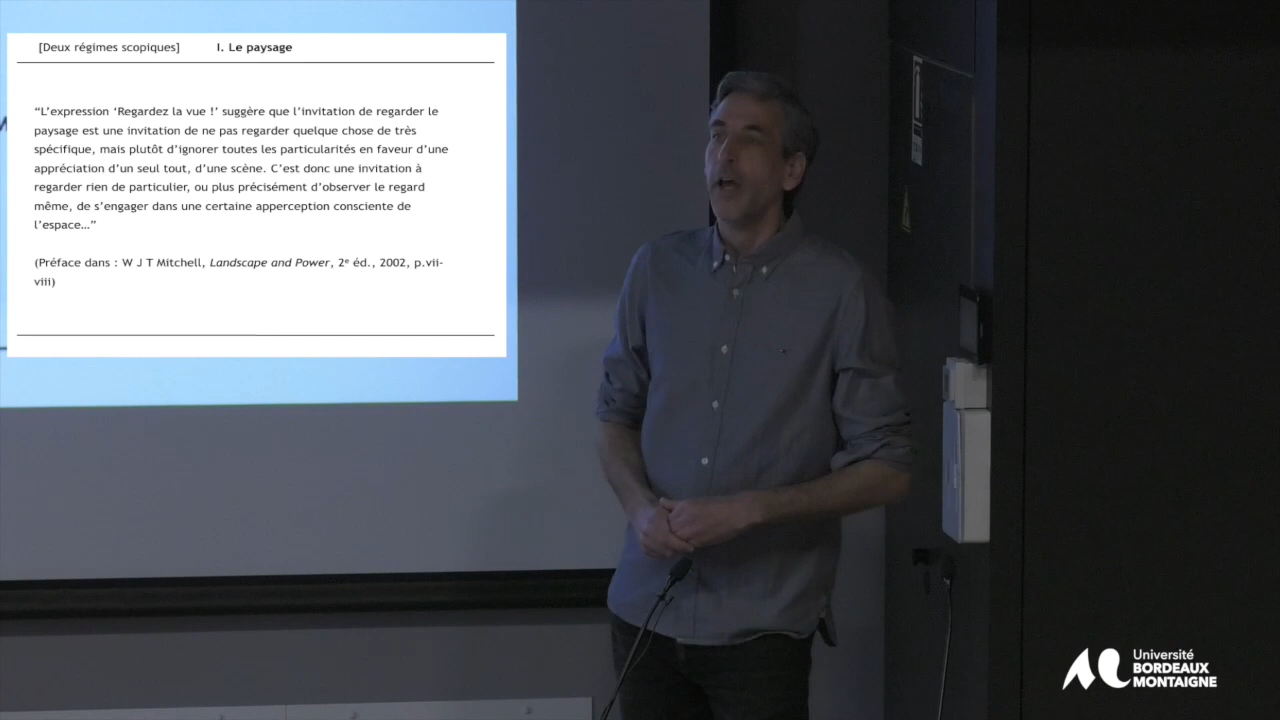 [Deux régimes scopiques] I. Le paysage
“L’expression ‘Regardez la vue !’ suggère que l’invitation de regarder le
paysage est une invitation de ne pas regarder quelque chose de très
spécifique, mais plutôt d’ignorer toutes les particularités en faveur d’une
appréciation d’un seul tout, d’une scène. C’est donc une invitation à
regarder rien de particulier, ou plus précisément d’observer le regard
même, de s’engager dans une certaine apperception consciente de
l’espace…”
(Préface dans : W J T Mitchell, Landscape and Power, 2e éd., 2002, p.vii-
viii)
Université
BORDEAUX
MONTAIGNE